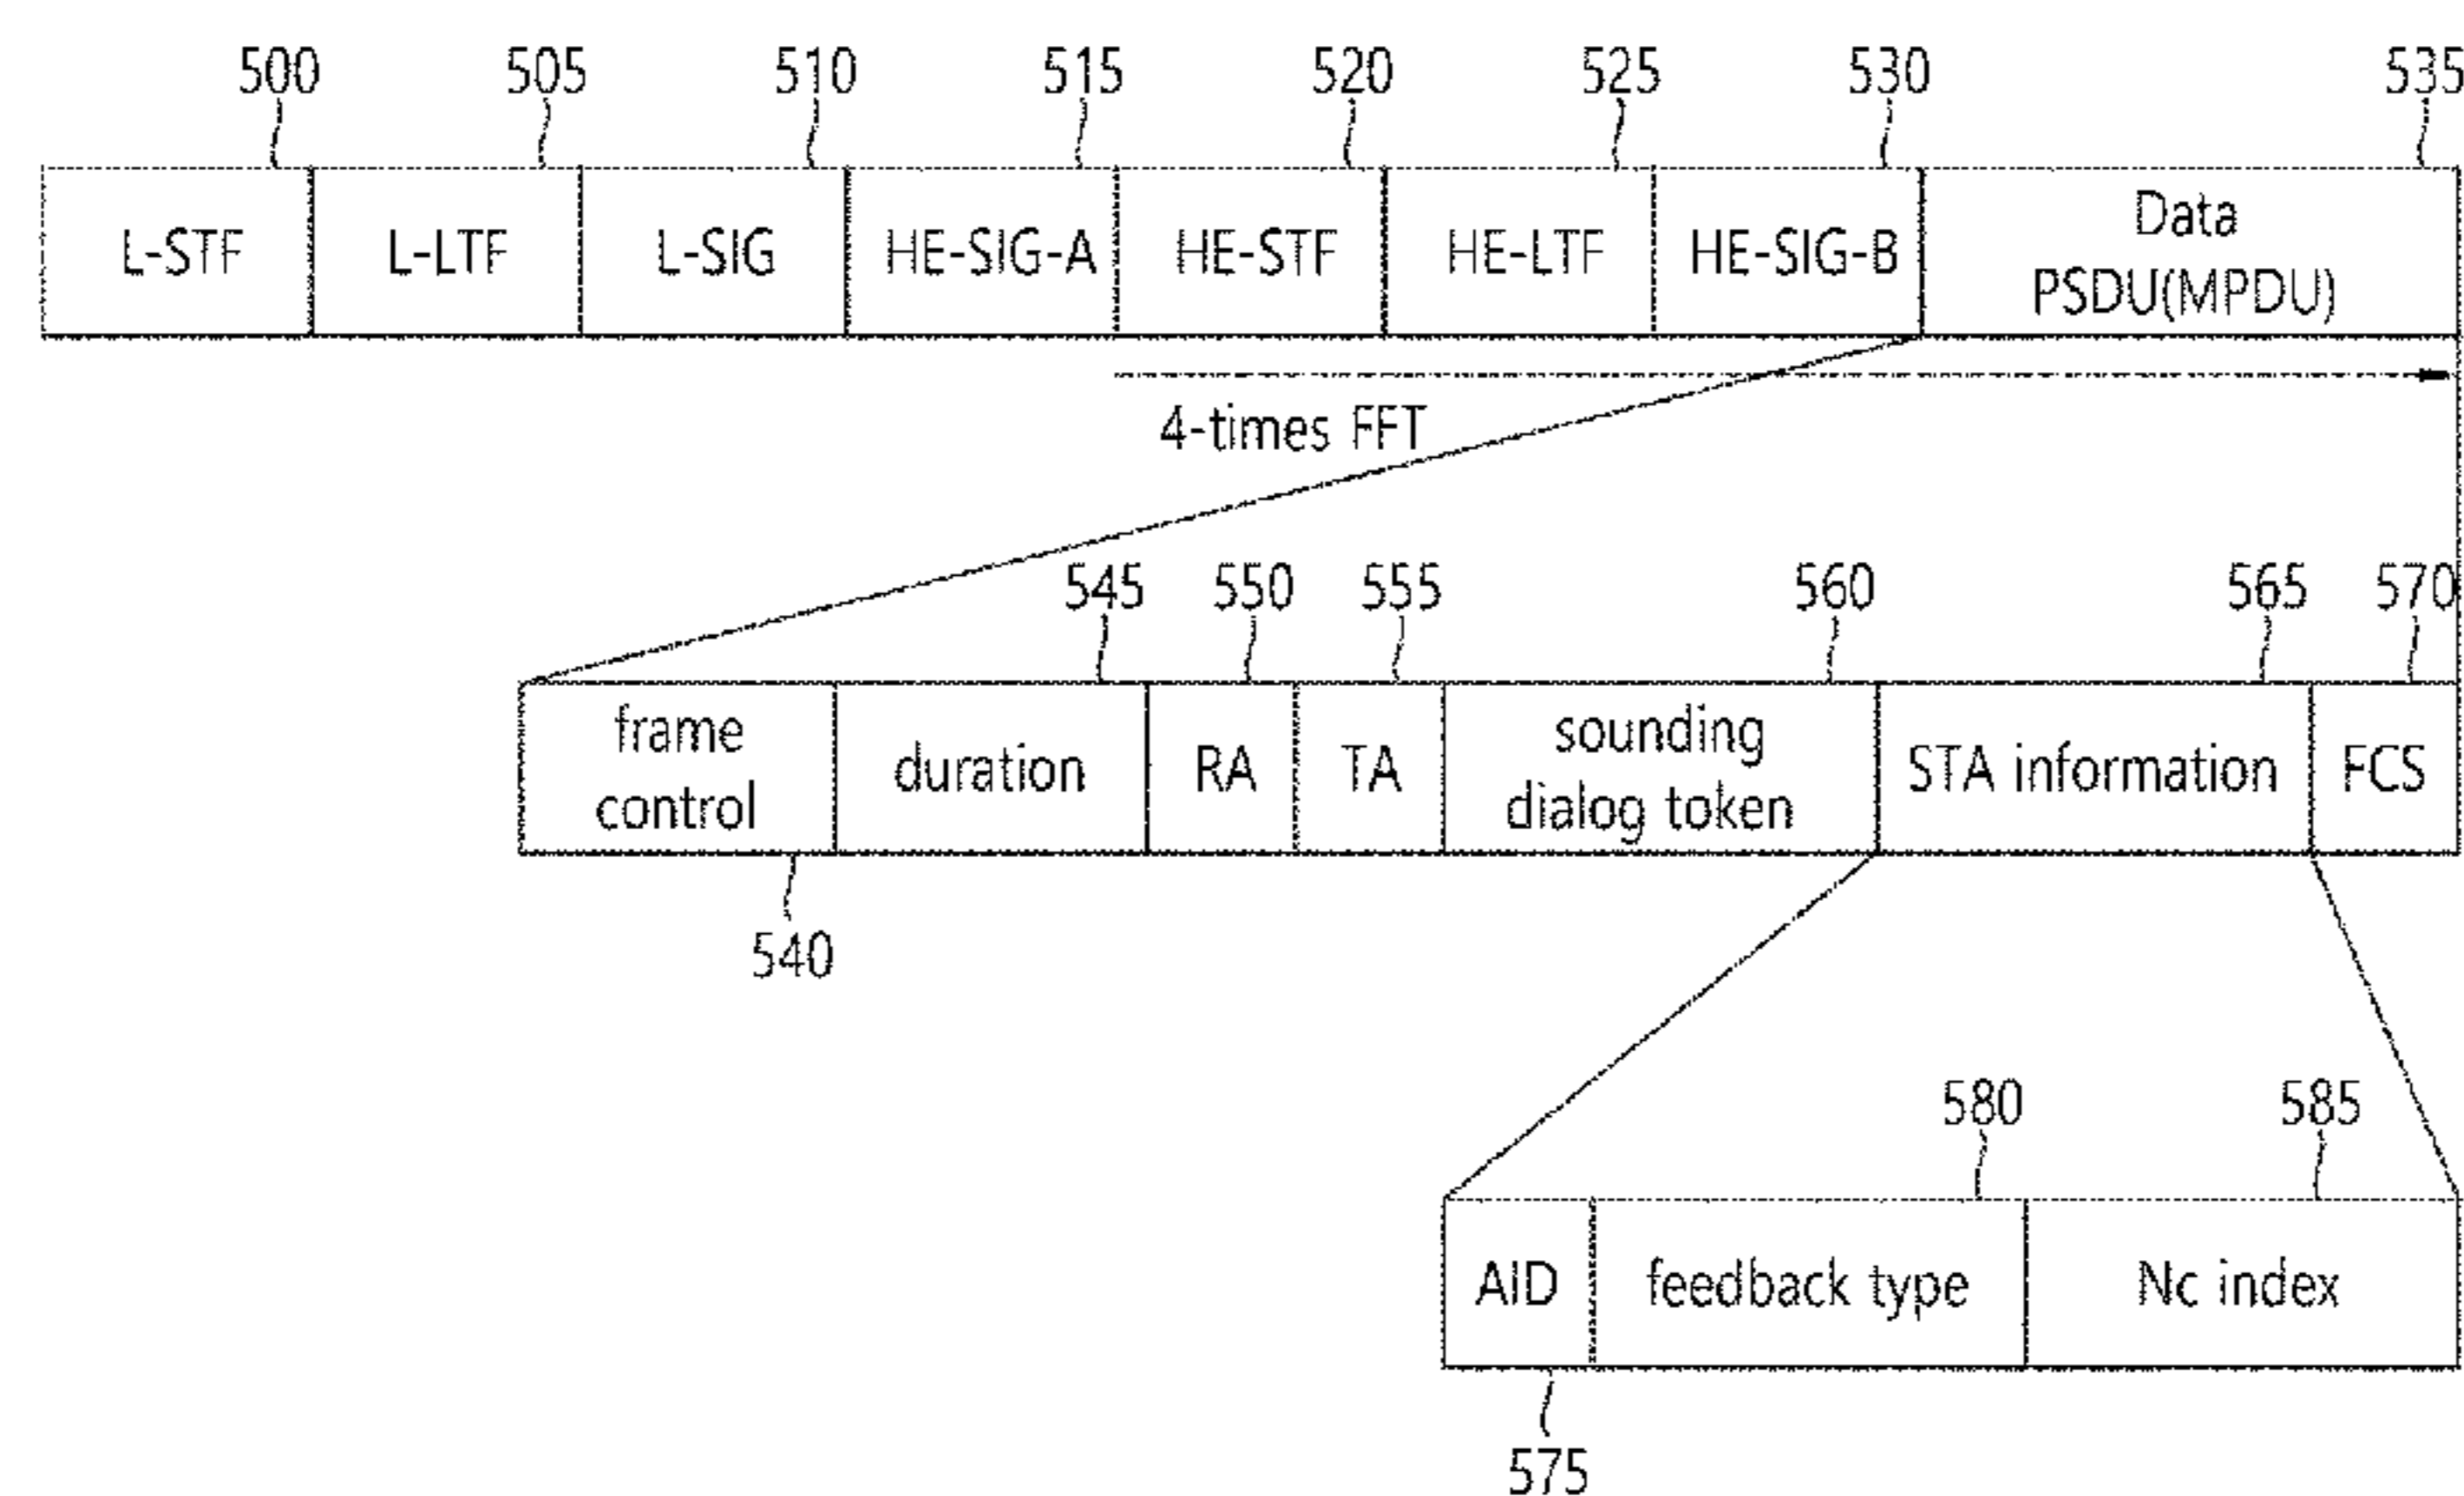 500 505 510 515 520 525 530 535
L-STF L-LTF L-SIG HE-SIG-A HE-STF HE-LTF HE-SIG-B Data
PSDU(MPDU)
4-times FFT
545 550 555 560 565 570
frame
control
duration
RA
TA
sounding
dialog token
STA information
FCS
540
580 585
AID feedback type Nc index
575